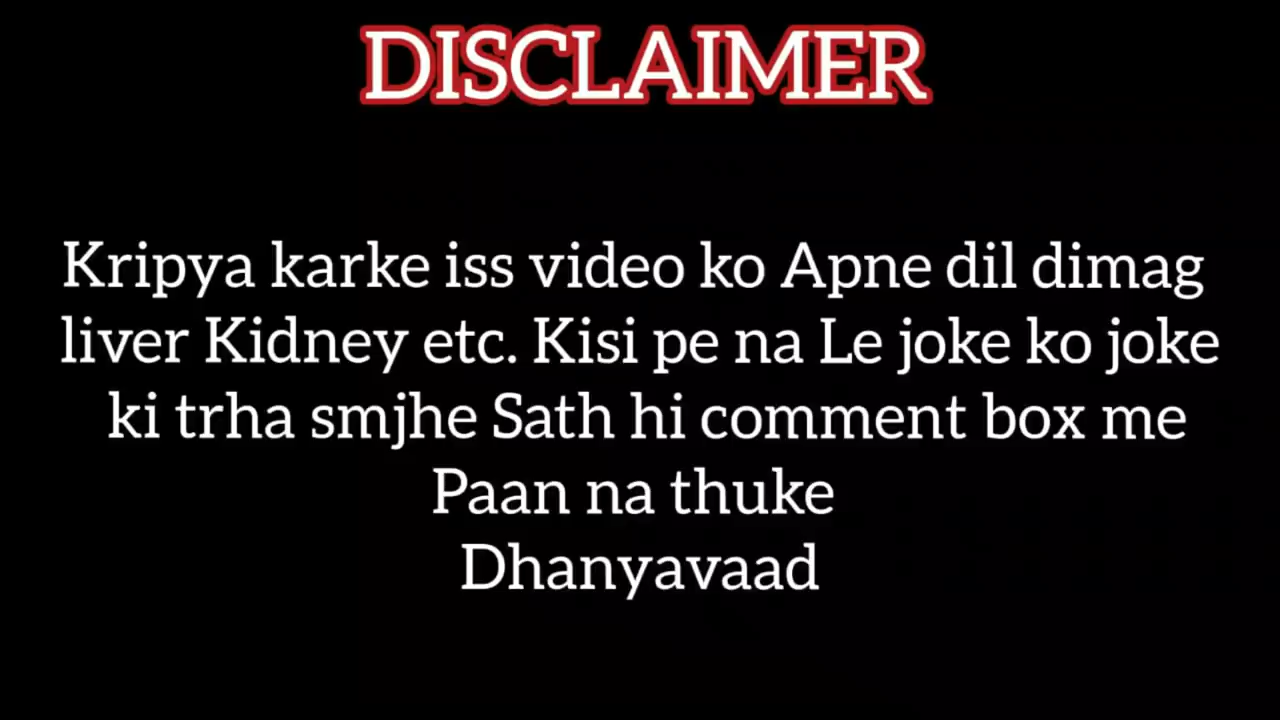 DISCLAIMER
Kripya karke iss video ko Apne dil dimag
liver Kidney etc. Kisi pe na Le joke ko joke
ki trha smjhe Sath hi comment box me
Paan na thuke
Dhanyavaad